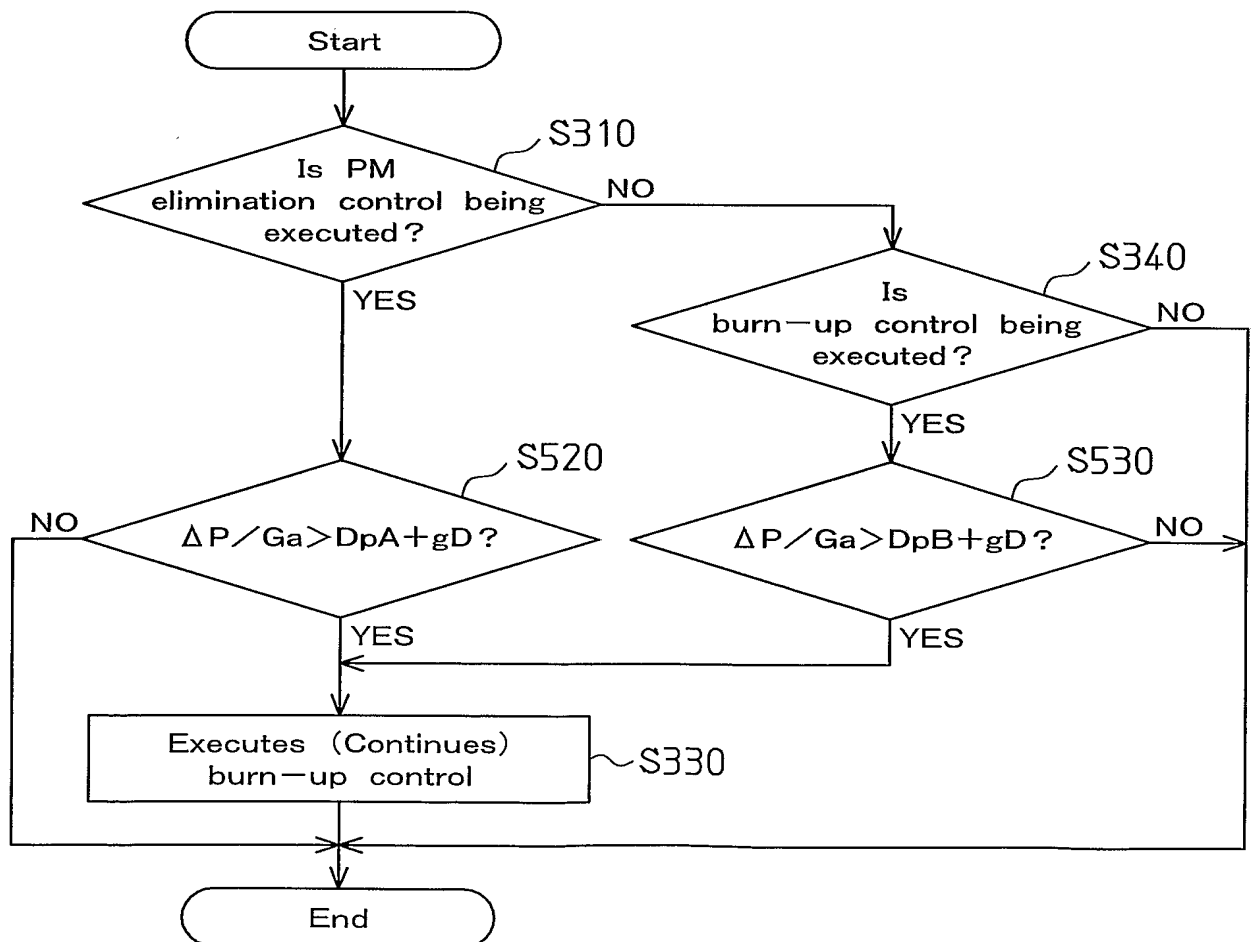 Start
S310
Is PM
elimination control being
executed?
NO
YES
S340
Is
burn-up control being
executed?
NO
YES
S520
ΔP/Ga>DpA+gD?
NO
YES
S530
ΔP/Ga>DpB+gD?
NO
YES
Executes (Continues)
burn-up control
S330
End